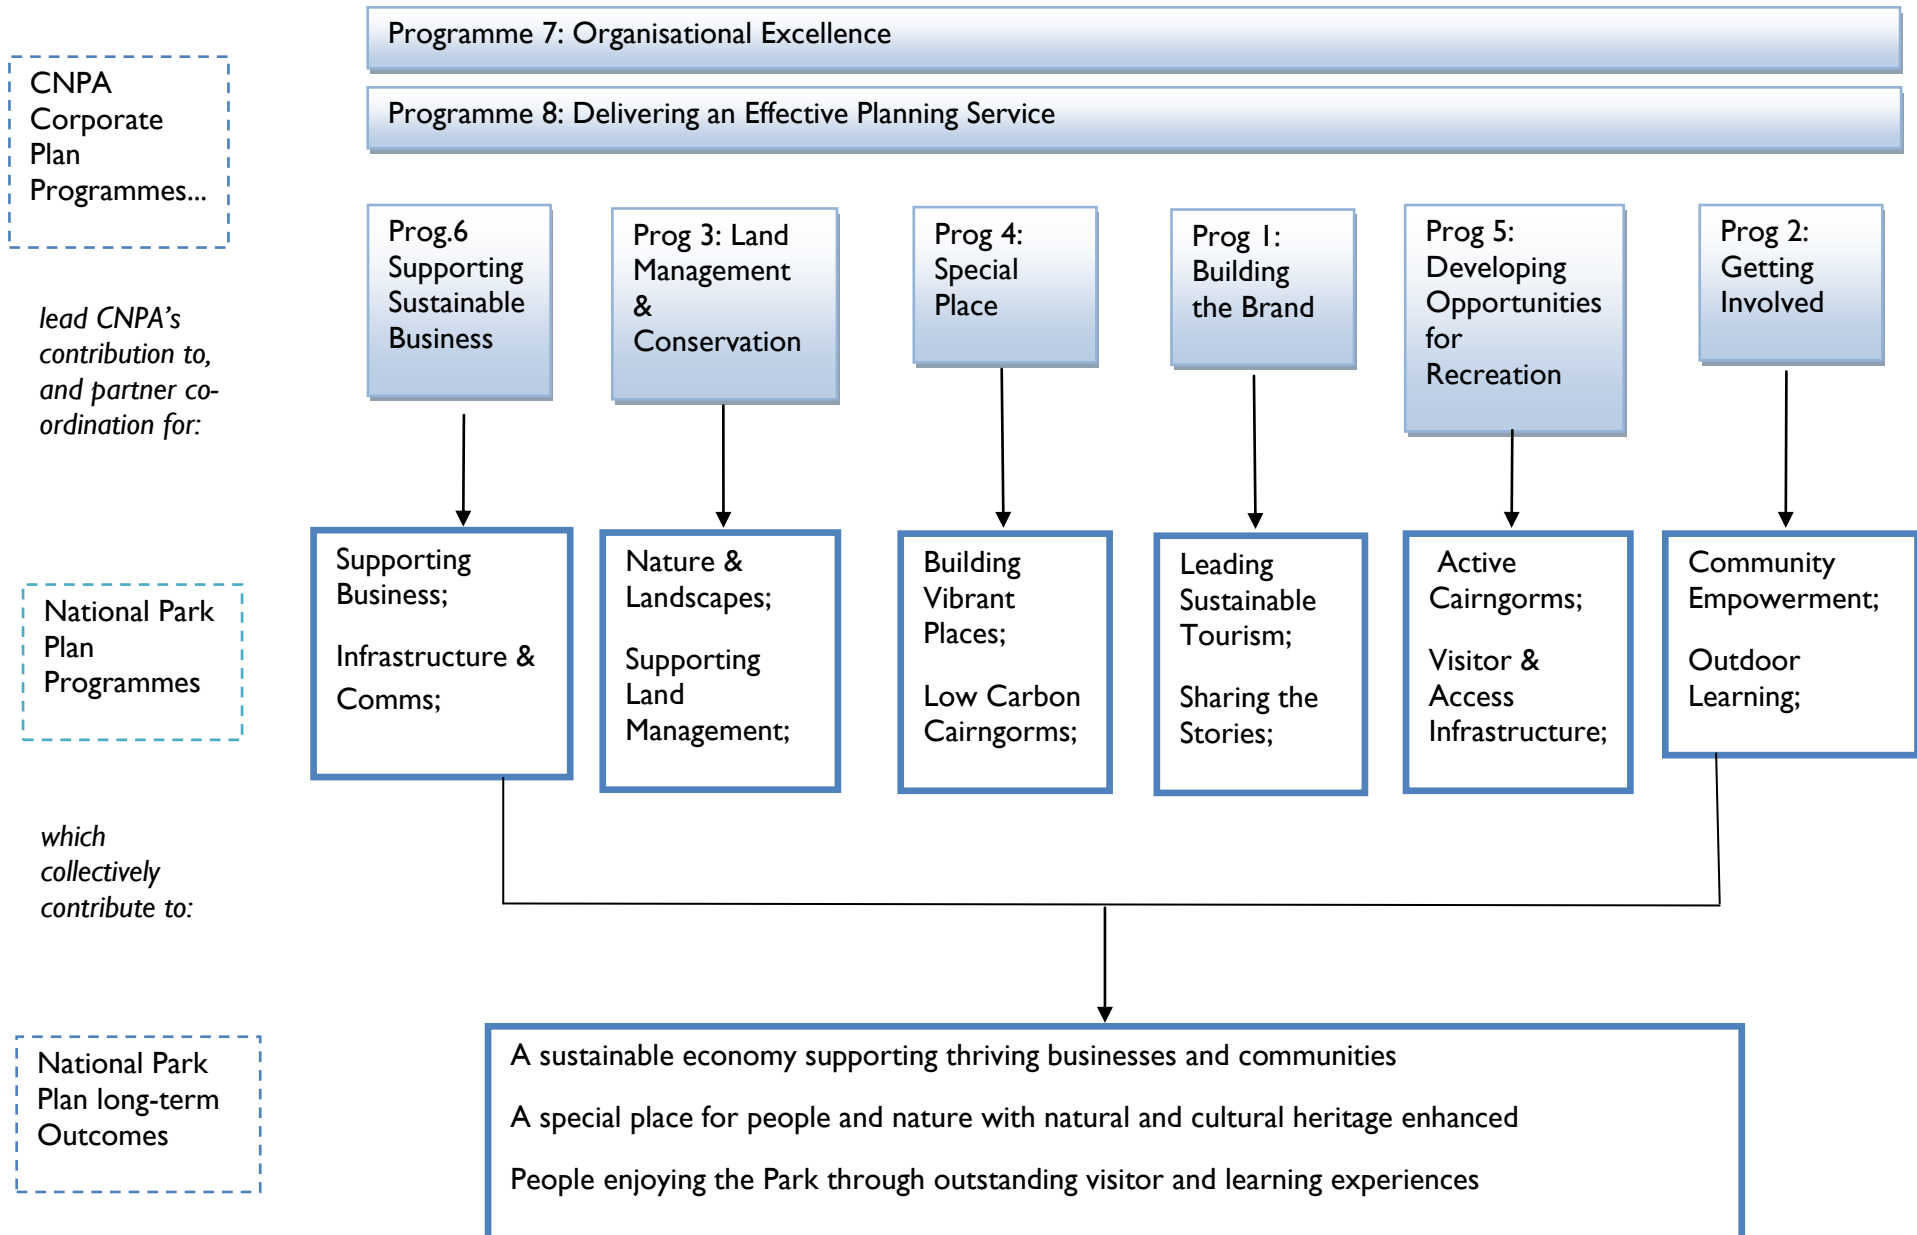 Programme 7: Organisational Excellence
Programme 8: Delivering an Effective Planning Service
CNPA
Corporate
Plan
Programmes...
Prog.6
Supporting
Sustainable
Business
Prog 3: Land
Management
&
Conservation
Prog 4:
Special
Place
Prog 1:
Building
the Brand
Prog 5:
Developing
Opportunities
for
Recreation
Prog 2:
Getting
Involved
lead CNPA’s
contribution to,
and partner co-
ordination for:
National Park
Plan
Programmes
Supporting
Business;
Infrastructure &
Comms;
Nature &
Landscapes;
Supporting
Land
Management;
Building
Vibrant
Places;
Low Carbon
Cairngorms;
Leading
Sustainable
Tourism;
Sharing the
Stories;
Active
Cairngorms;
Visitor &
Access
Infrastructure;
Community
Empowerment;
Outdoor
Learning;
which
collectively
contribute to:
National Park
Plan long-term
Outcomes
A sustainable economy supporting thriving businesses and communities
A special place for people and nature with natural and cultural heritage enhanced
People enjoying the Park through outstanding visitor and learning experiences